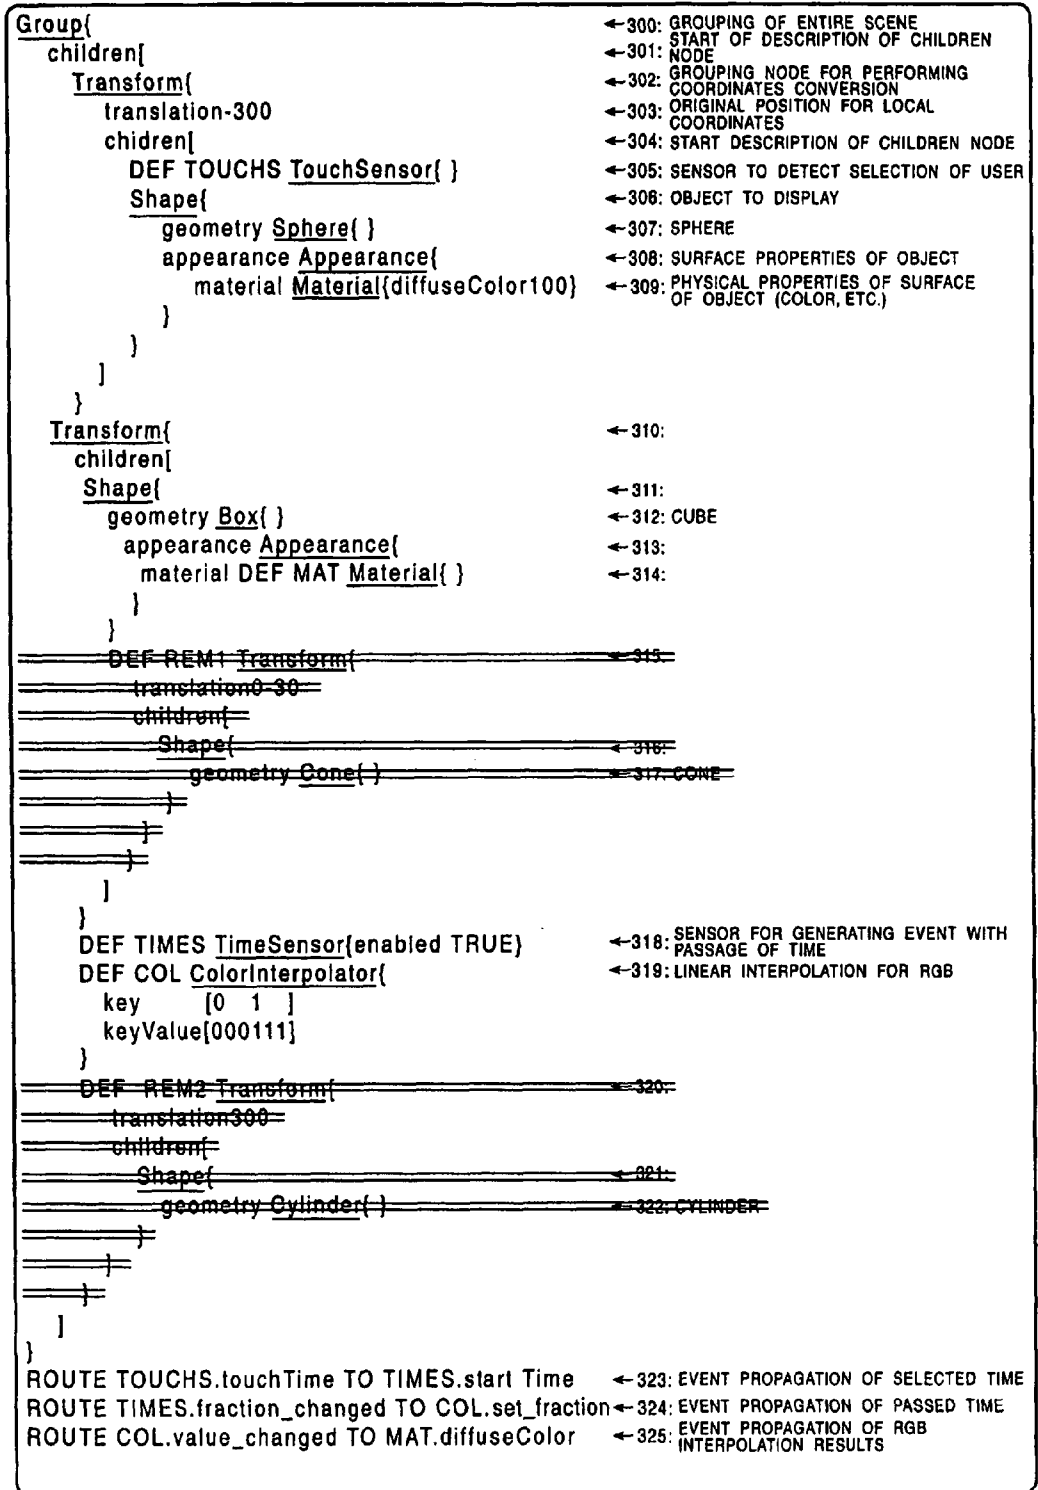 Group{ ←300: GROUPING OF ENTIRE SCENE
children[ ←301: START OF DESCRIPTION OF CHILDREN NODE
Transform{ ←302: GROUPING NODE FOR PERFORMING COORDINATES CONVERSION
translation-300 ←303: ORIGINAL POSITION FOR LOCAL COORDINATES
chidren[ ←304: START DESCRIPTION OF CHILDREN NODE
DEF TOUCHS TouchSensor{ } ←305: SENSOR TO DETECT SELECTION OF USER
Shape{ ←306: OBJECT TO DISPLAY
geometry Sphere{ } ←307: SPHERE
appearance Appearance{ ←308: SURFACE PROPERTIES OF OBJECT
material Material{diffuseColor100} ←309: PHYSICAL PROPERTIES OF SURFACE OF OBJECT (COLOR, ETC.)
}
}
]
}
Transform{ ←310:
children[
Shape{ ←311:
geometry Box{ } ←312: CUBE
appearance Appearance{ ←313:
material DEF MAT Material{ } ←314:
}
}
DEF REM1 Transform{ ←315:
translation0-30
children[
Shape{ ←316:
geometry Cone{ } ←317: CONE
}
}
}
]
}
DEF TIMES TimeSensor{enabled TRUE} ←318: SENSOR FOR GENERATING EVENT WITH PASSAGE OF TIME
DEF COL ColorInterpolator{ ←319: LINEAR INTERPOLATION FOR RGB
key [0 1 ]
keyValue[000111]
}
DEF REM2 Transform{ ←320:
translation300
children[
Shape{ ←321:
geometry Cylinder{ } ←322: CYLINDER
}
}
}
]
}
ROUTE TOUCHS.touchTime TO TIMES.start Time ←323: EVENT PROPAGATION OF SELECTED TIME
ROUTE TIMES.fraction_changed TO COL.set_fraction ←324: EVENT PROPAGATION OF PASSED TIME
ROUTE COL.value_changed TO MAT.diffuseColor ←325: EVENT PROPAGATION OF RGB INTERPOLATION RESULTS